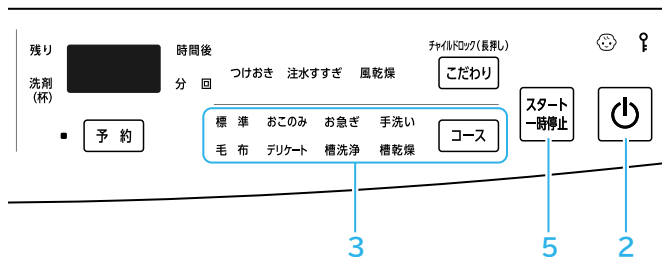 残り 時間後
洗剤
(杯) 分 回
予 約
つけおき 注水すすぎ 風乾燥
チャイルドロック(長押し)
こだわり
標 準 おこのみ お急ぎ 手洗い
毛 布 デリケート 槽洗浄 槽乾燥
コース
スタート
一時停止
3 5 2